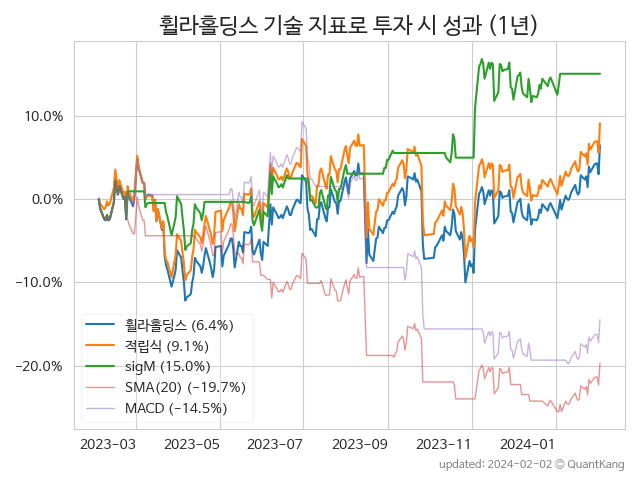 휠라홀딩스 기술 지표로 투자 시 성과 (1년)
10.0%
0.0%
−10.0%
−20.0%
휠라홀딩스 (6.4%)
적립식 (9.1%)
sigM (15.0%)
SMA(20) (−19.7%)
MACD (−14.5%)
2023-03 2023-05 2023-07 2023-09 2023-11 2024-01
updated: 2024-02-02 © QuantKang